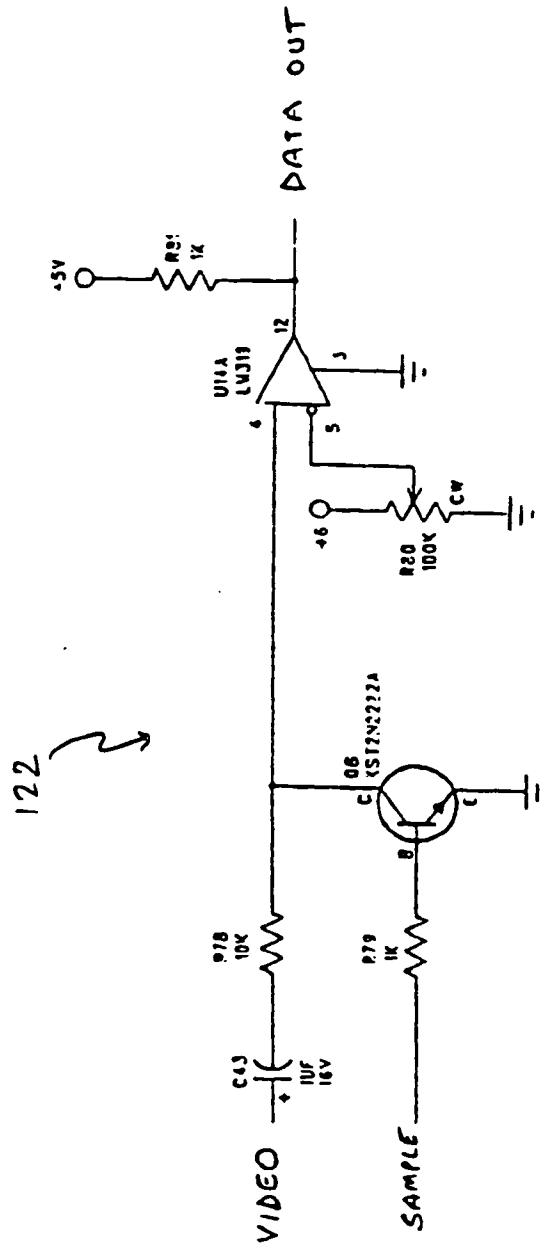 122
+5V
R81
1K
U14A
LM319
4
12
DATA OUT
5
3
+6
R80
100K
CW
VIDEO
C43
+
1UF
16V
R78
10K
Q6
KST2N2222A
C
B
E
SAMPLE
R79
1K